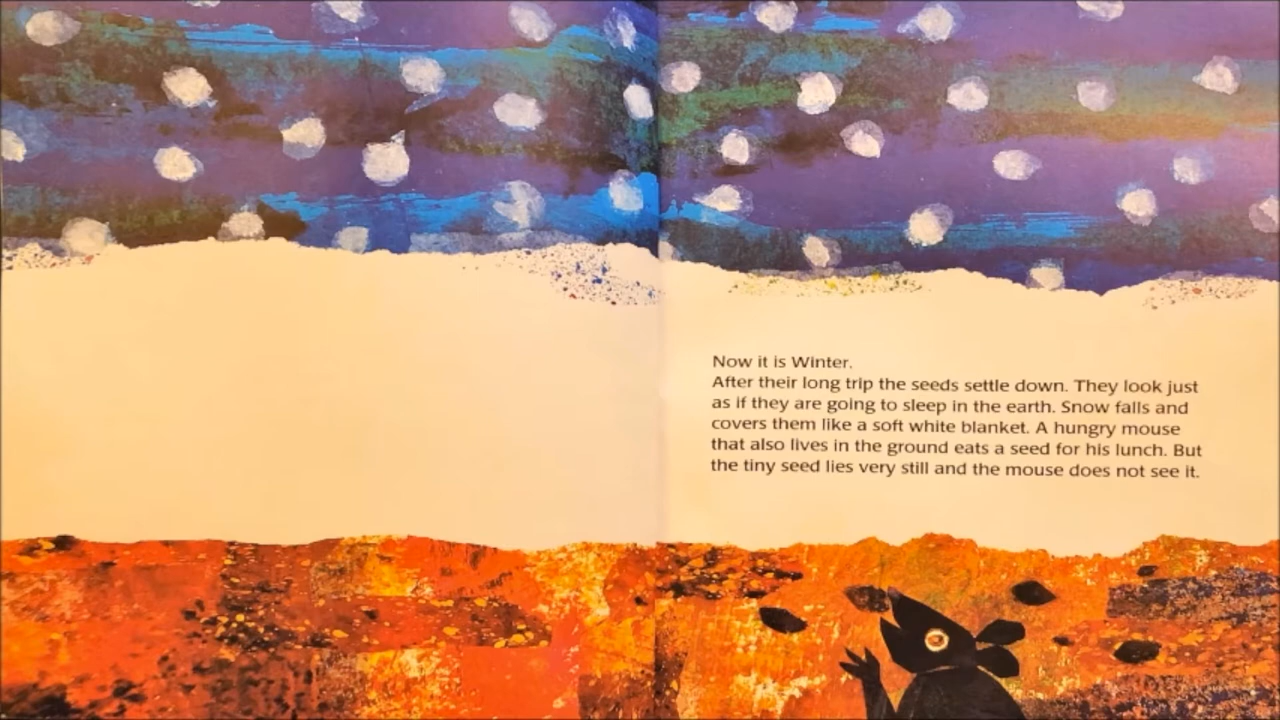 Now it is Winter.
After their long trip the seeds settle down. They look just
as if they are going to sleep in the earth. Snow falls and
covers them like a soft white blanket. A hungry mouse
that also lives in the ground eats a seed for his lunch. But
the tiny seed lies very still and the mouse does not see it.